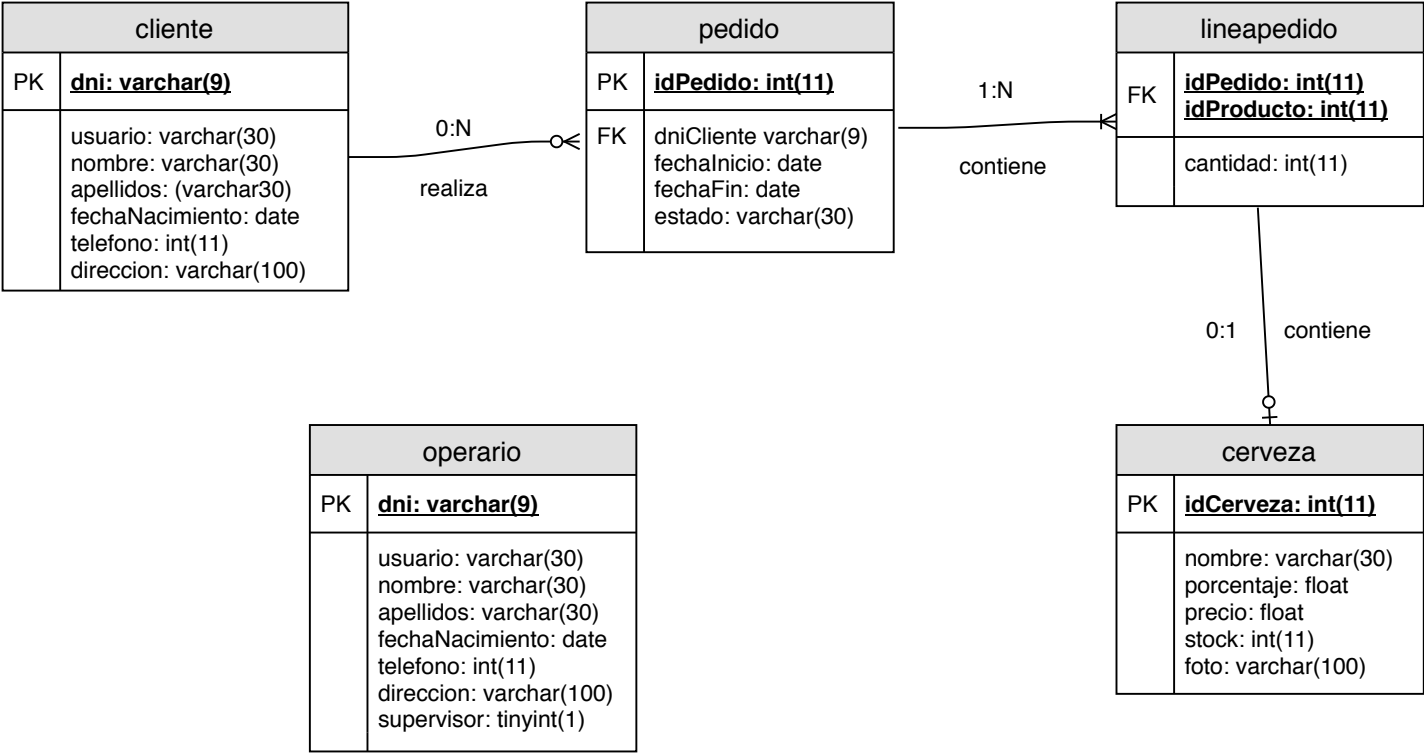 cliente
PK dni: varchar(9)
usuario: varchar(30)
nombre: varchar(30)
apellidos: (varchar30)
fechaNacimiento: date
telefono: int(11)
direccion: varchar(100)
0:N
realiza
pedido
PK idPedido: int(11)
FK dniCliente varchar(9)
fechaInicio: date
fechaFin: date
estado: varchar(30)
1:N
contiene
lineapedido
FK idPedido: int(11)
idProducto: int(11)
cantidad: int(11)
0:1 contiene
operario
PK dni: varchar(9)
usuario: varchar(30)
nombre: varchar(30)
apellidos: varchar(30)
fechaNacimiento: date
telefono: int(11)
direccion: varchar(100)
supervisor: tinyint(1)
cerveza
PK idCerveza: int(11)
nombre: varchar(30)
porcentaje: float
precio: float
stock: int(11)
foto: varchar(100)